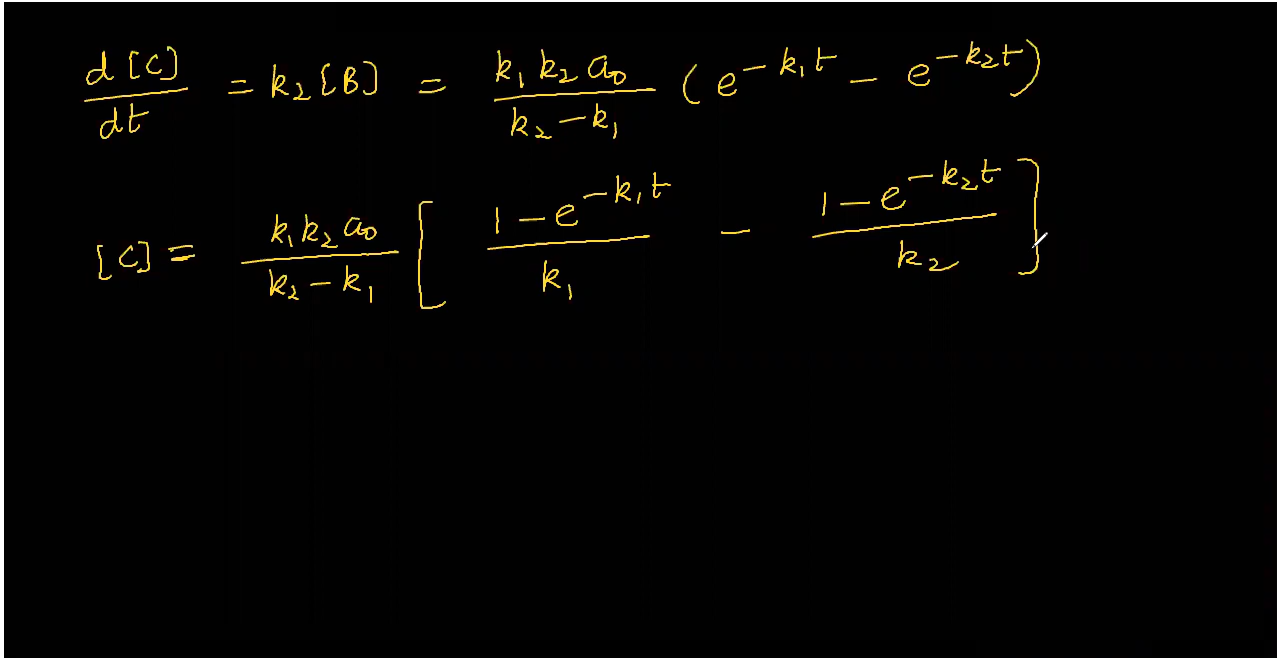 d[C]/dt = k₂[B] = k₁k₂a₀/(k₂-k₁) (e^{-k₁t} - e^{-k₂t})
[C] = k₁k₂a₀/(k₂-k₁) [ (1-e^{-k₁t})/k₁ - (1-e^{-k₂t})/k₂ ]